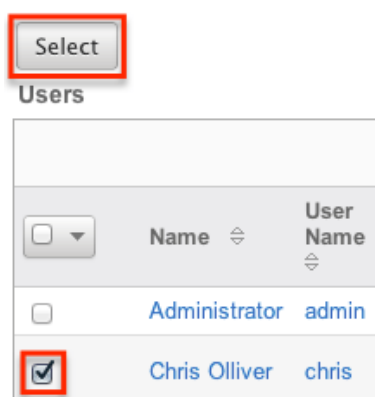 Select
Users
Name User Name
Administrator admin
Chris Olliver chris